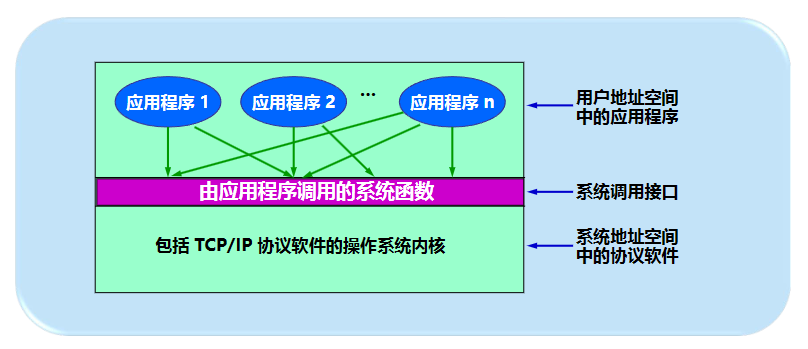 应用程序 1
应用程序 2
...
应用程序 n
用户地址空间
中的应用程序
由应用程序调用的系统函数
系统调用接口
包括 TCP/IP 协议软件的操作系统内核
系统地址空间
中的协议软件